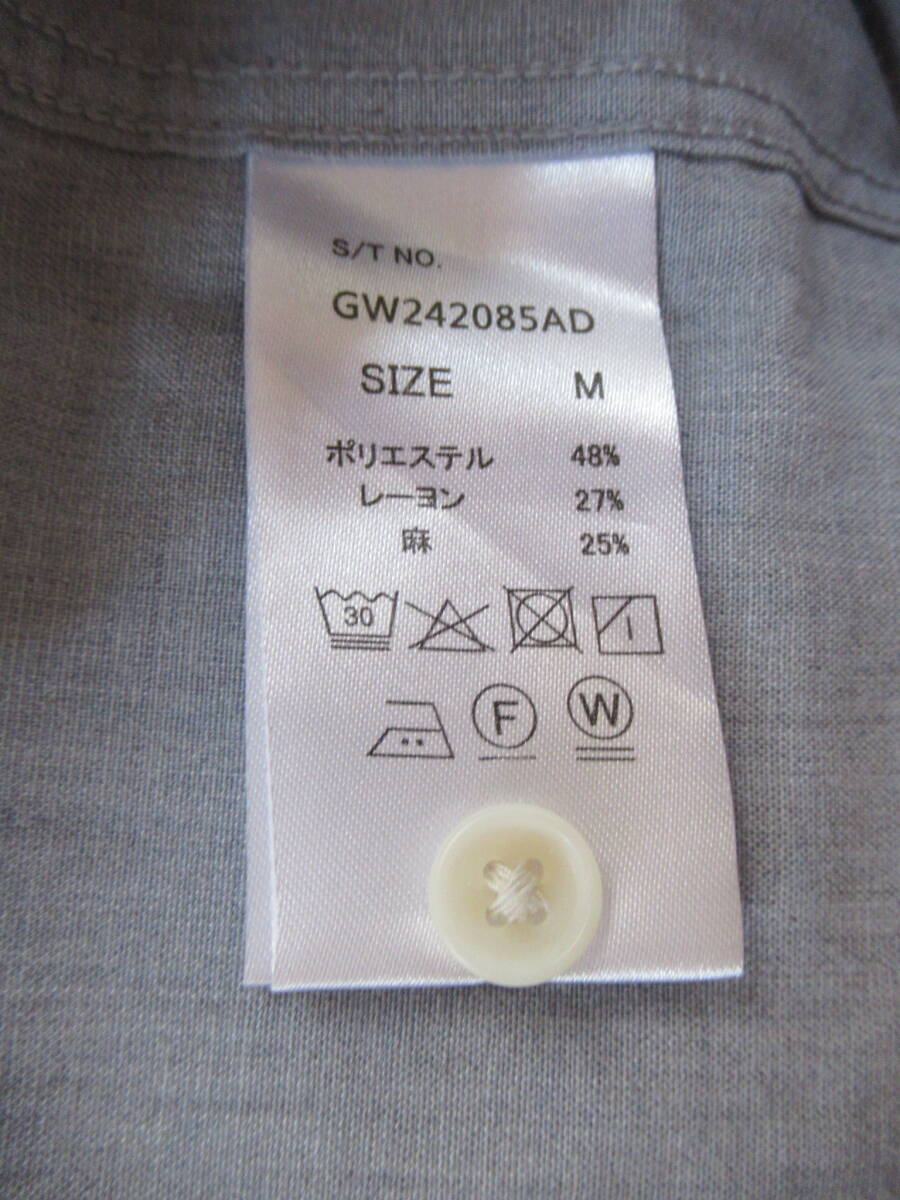 S/T NO.
GW242085AD
SIZE M
ポリエステル 48%
レーヨン 27%
麻 25%
30
F
W